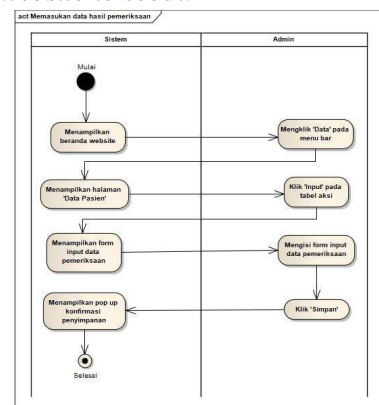 act Memasukan data hasil pemeriksaan
Sistem
Admin
Mulai
Menampilkan
beranda website
Mengklik 'Data' pada
menu bar
Menampilkan halaman
'Data Pasien'
Klik 'Input' pada
tabel aksi
Menampilkan form
input data
pemeriksaan
Mengisi form input
data pemeriksaan
Menampilkan pop up
konfirmasi
penyimpanan
Klik 'Simpan'
Selesai